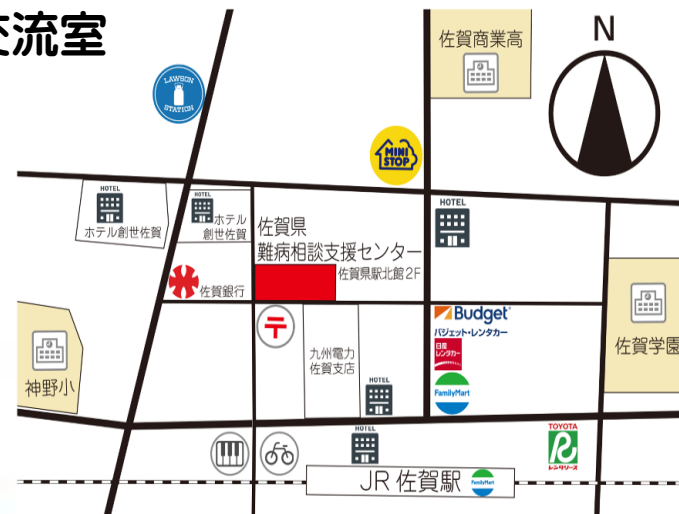 交流室
N
佐賀商業高
LAWSON
STATION
MINI
STOP
HOTEL
ホテル創世佐賀
HOTEL
ホテル
創世佐賀
佐賀県
難病相談支援センター
佐賀県駅北館2F
HOTEL
佐賀銀行
〒
九州電力
佐賀支店
HOTEL
Budget
バジェット・レンタカー
日産
レンタカー
FamilyMart
佐賀学園
神野小
HOTEL
TOYOTA
R
レンタリース
JR 佐賀駅
FamilyMart